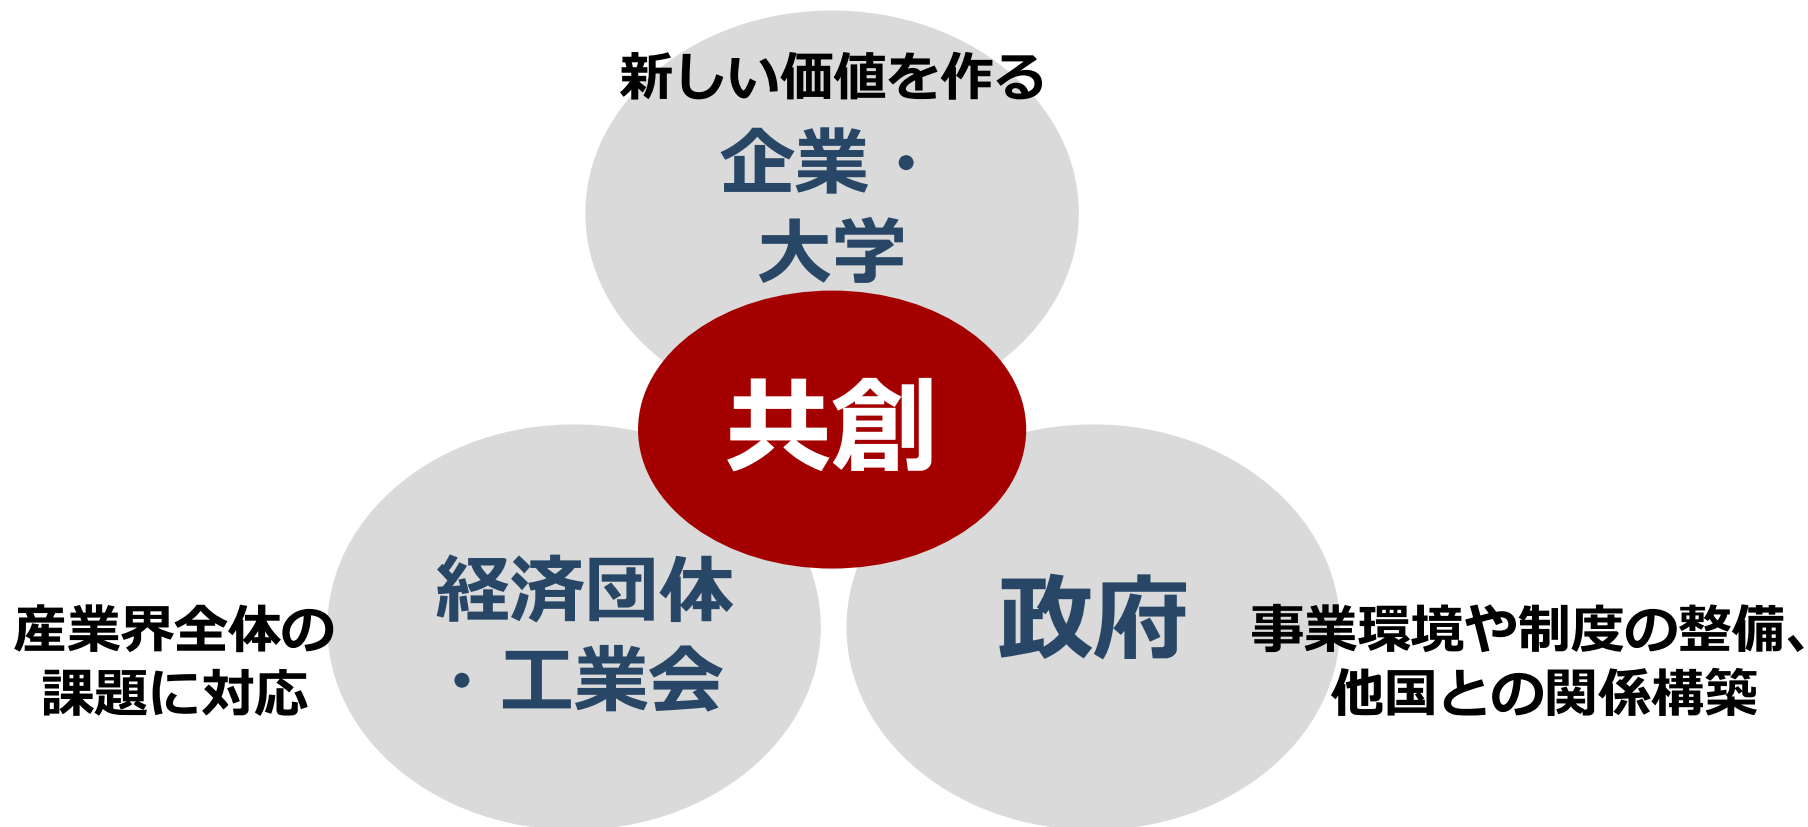 新しい価値を作る
企業・
大学
共創
経済団体
・工業会
産業界全体の
課題に対応
政府
事業環境や制度の整備、
他国との関係構築